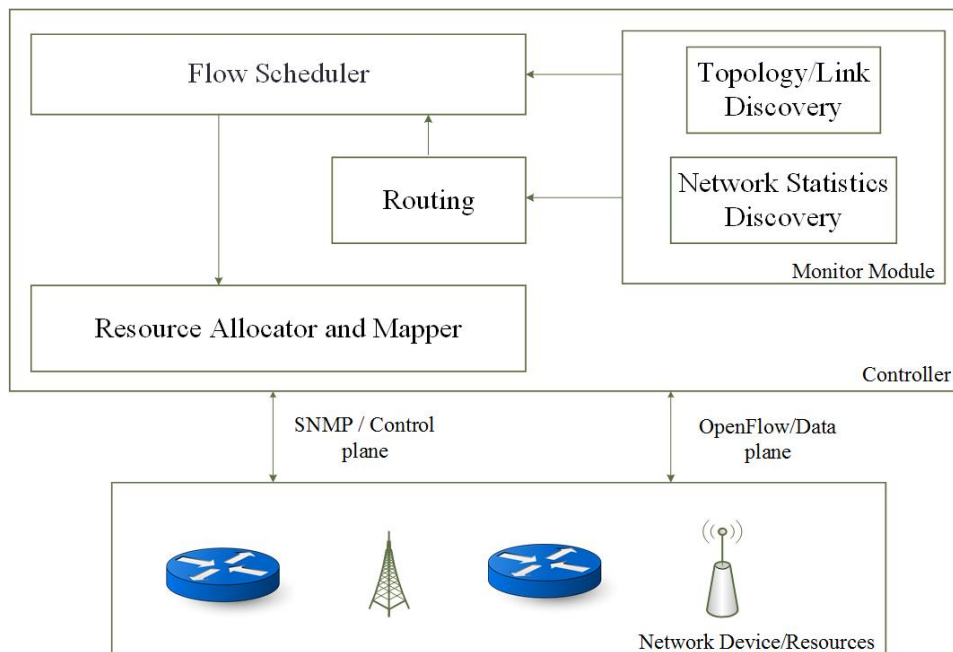 Flow Scheduler
Topology/Link
Discovery
Routing
Network Statistics
Discovery
Monitor Module
Resource Allocator and Mapper
Controller
SNMP / Control
plane
OpenFlow/Data
plane
Network Device/Resources